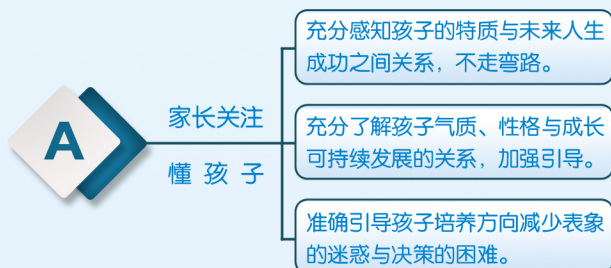 充分感知孩子的特质与未来人生
成功之间关系，不走弯路。
A
家长关注
懂孩子
充分了解孩子气质、性格与成长
可持续发展的关系，加强引导。
准确引导孩子培养方向减少表象
的迷惑与决策的困难。